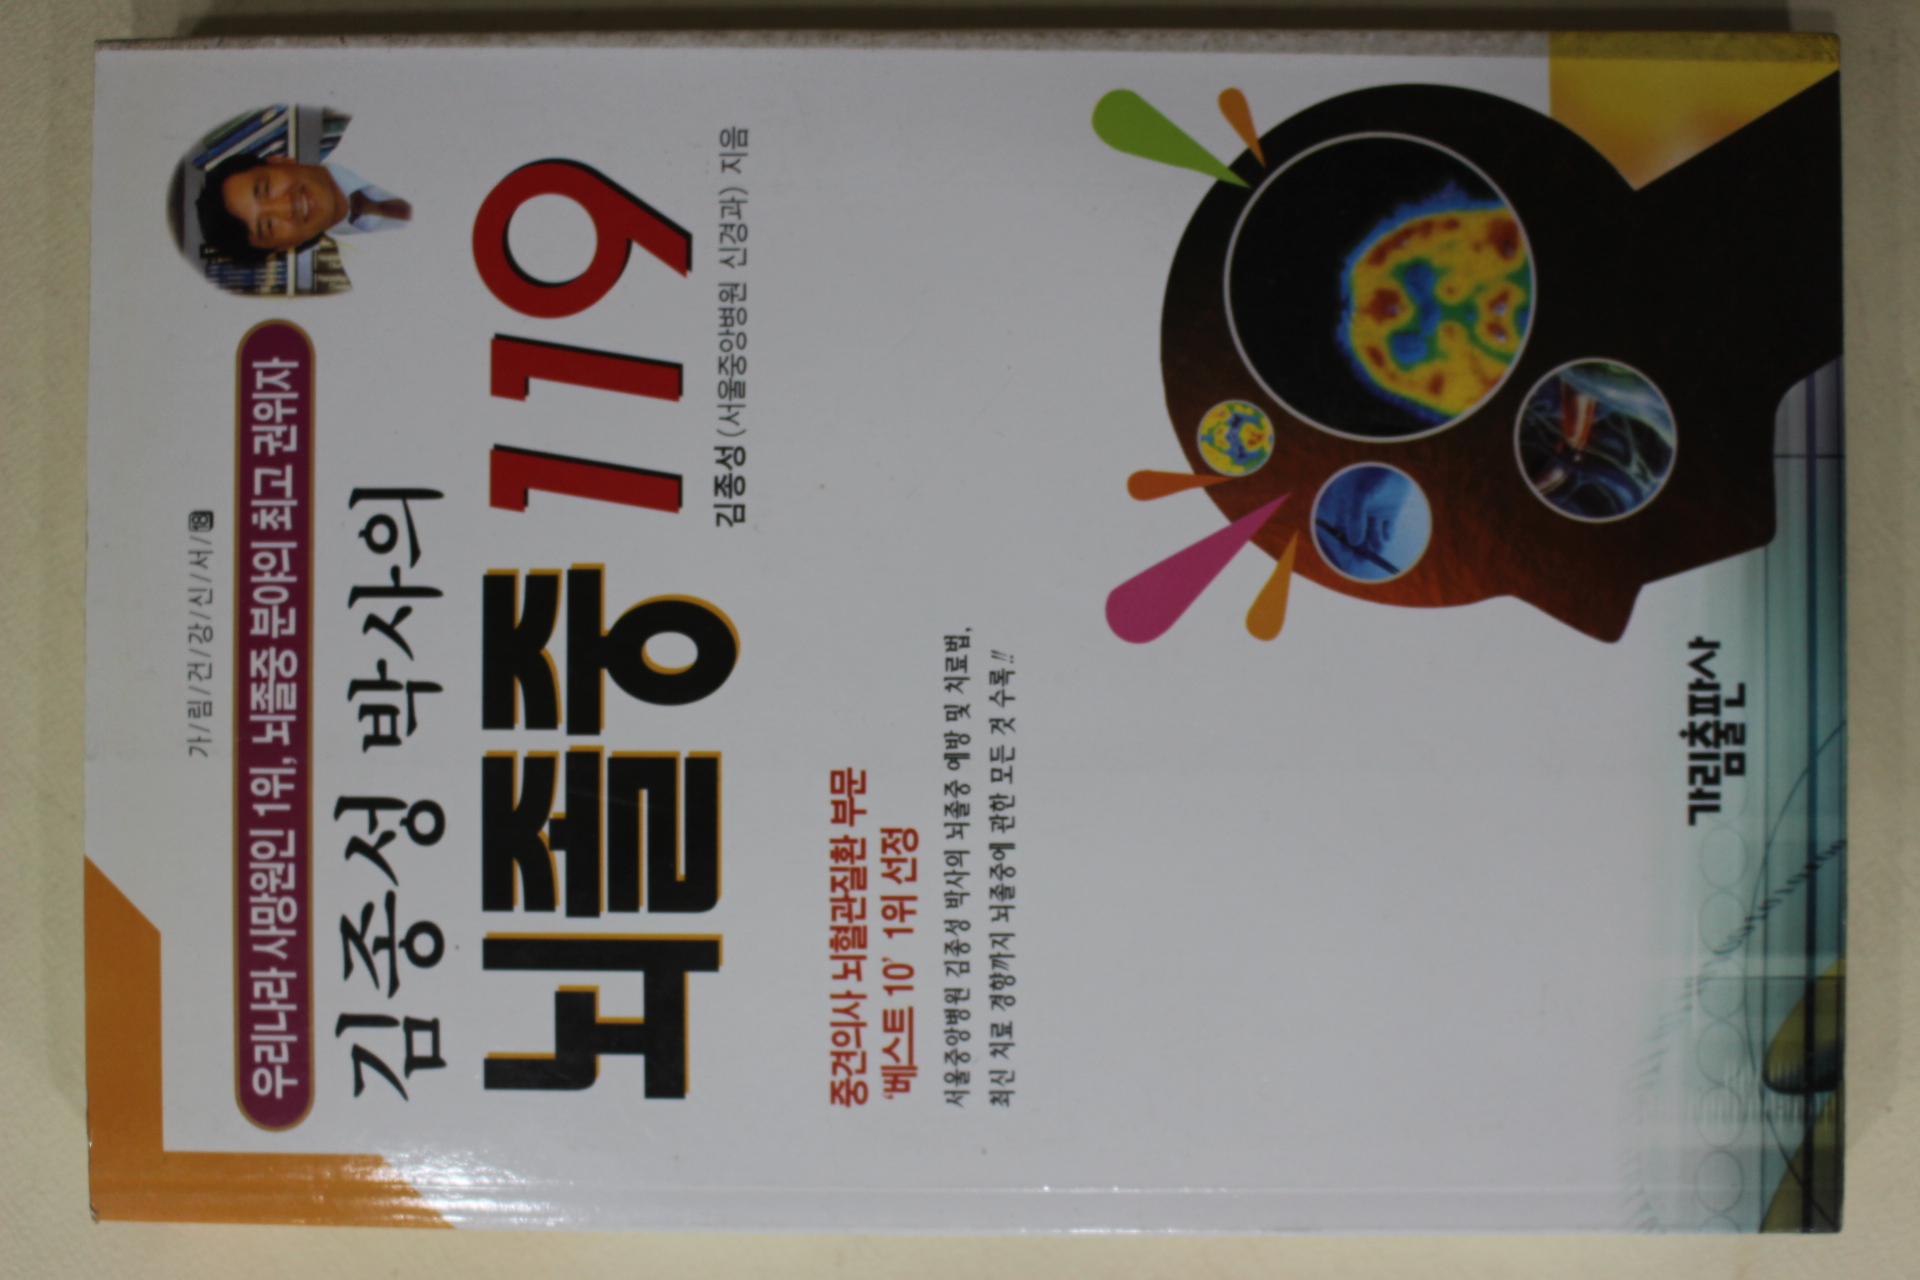 가/림/건/강/신/서/18
우리나라 사망원인 1위, 뇌졸중 분야의 최고 권위자
김종성 박사의
뇌졸중 119
김종성 (서울중앙병원 신경과) 지음
중견의사 뇌혈관질환 부문
'베스트 10' 1위 선정
서울중앙병원 김종성 박사의 뇌졸중 예방 및 치료법,
최신 치료 경향까지 뇌졸중에 관한 모든 것 수록!!
가림출판사